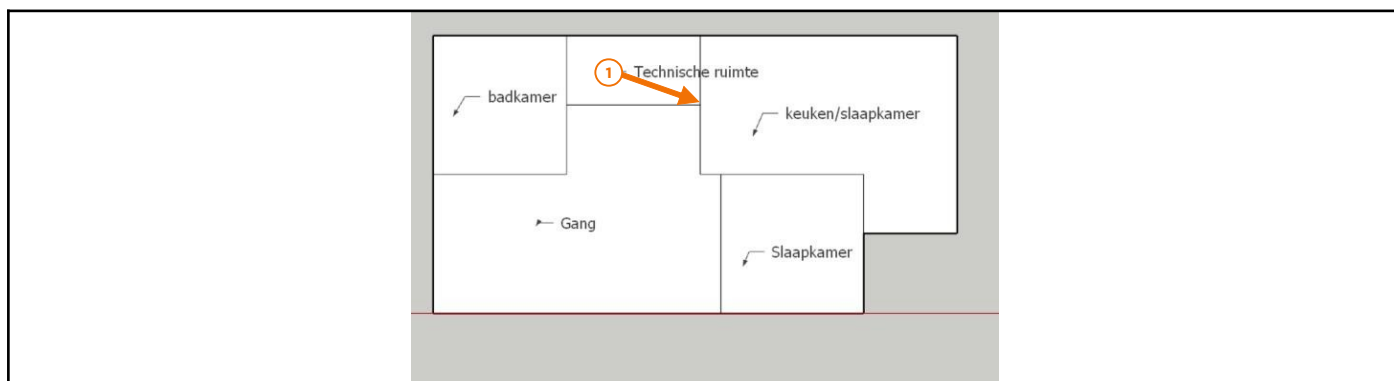 1
Technische ruimte
badkamer
keuken/slaapkamer
Gang
Slaapkamer